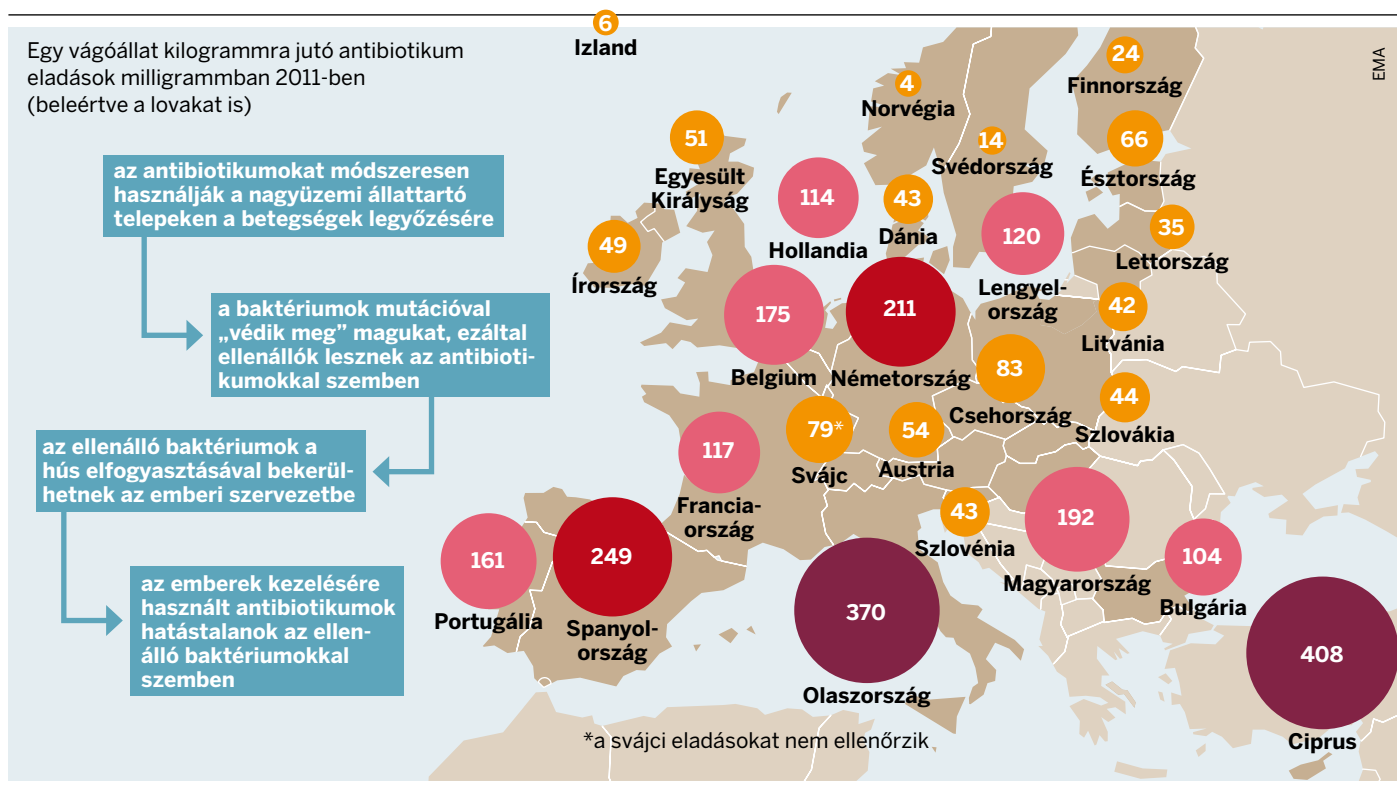 Egy vágóállat kilogrammra jutó antibiotikum
eladások milligrammban 2011-ben
(beleértve a lovakat is)
EMA
az antibiotikumokat módszeresen
használják a nagyüzemi állattartó
telepeken a betegségek legyőzésére
a baktériumok mutációval
„védik meg” magukat, ezáltal
ellenállók lesznek az antibioti-
kumokkal szemben
az ellenálló baktériumok a
hús elfogyasztásával bekerül-
hetnek az emberi szervezetbe
az emberek kezelésére
használt antibiotikumok
hatástalanok az ellen-
álló baktériumokkal
szemben
6
Izland
4
Norvégia
24
Finnország
14
Svédország
66
Észtország
51
Egyesült
Királyság
114
Hollandia
43
Dánia
120
Lengyel-
ország
35
Lettország
49
Írország
175
Belgium
211
Németország
42
Litvánia
83
Csehország
44
Szlovákia
117
Francia-
ország
79*
Svájc
54
Austria
43
Szlovénia
192
Magyarország
104
Bulgária
161
Portugália
249
Spanyol-
ország
370
Olaszország
408
Ciprus
*a svájci eladásokat nem ellenőrzik